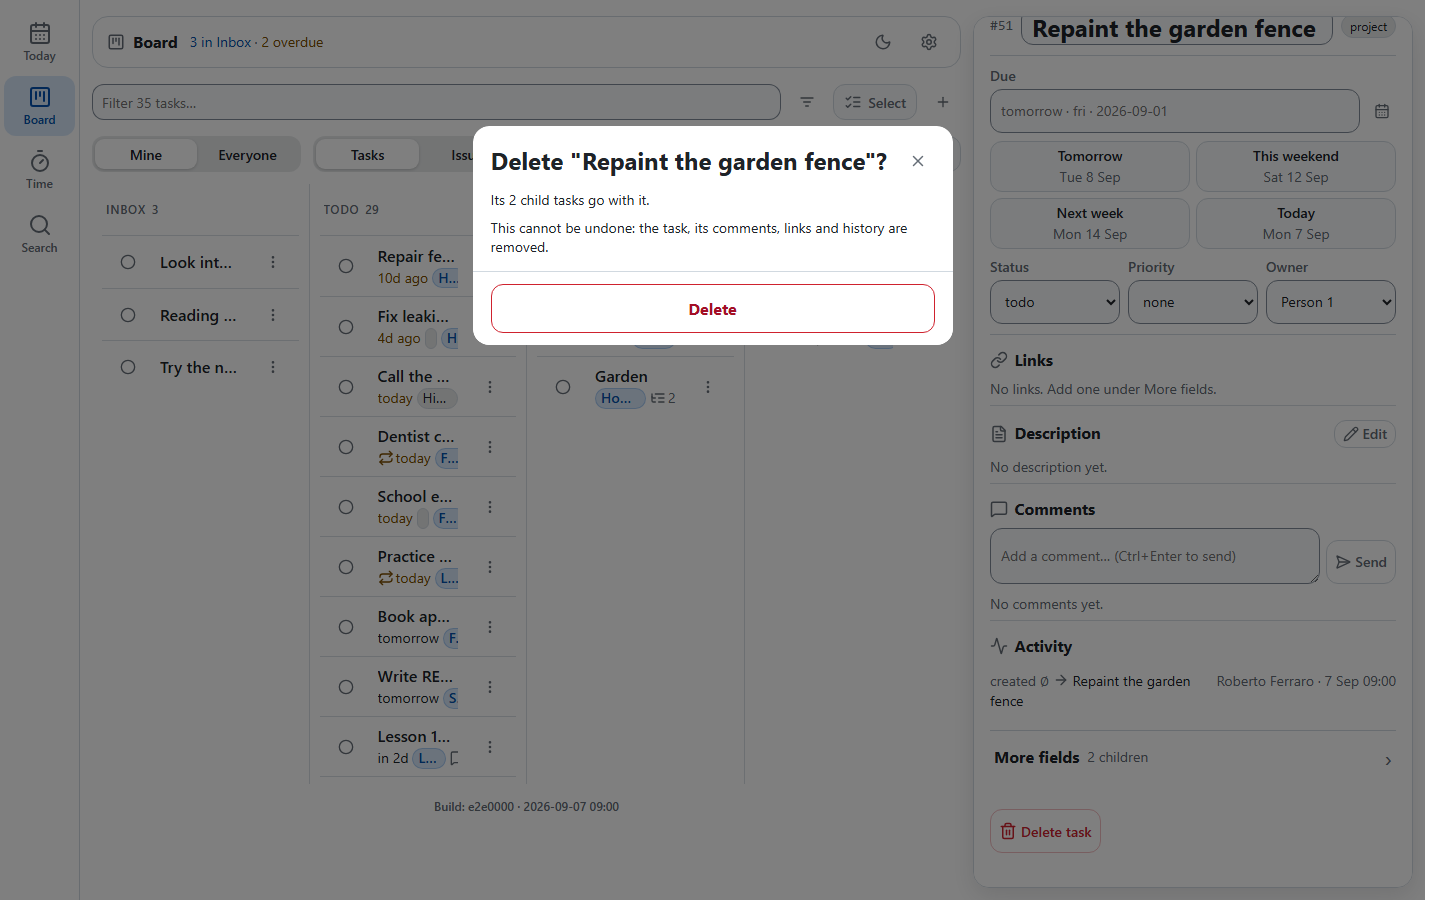 Today
Board
Time
Search
Board 3 in Inbox · 2 overdue
Filter 35 tasks...
Select
Mine
Everyone
Tasks
INBOX 3
Look int...
Reading ...
Try the n...
TODO 29
Repair fe...
10d ago H...
Fix leaki...
4d ago H
Call the ...
today Hi...
Dentist c...
today F...
School e...
today F...
Practice ...
today L...
Book ap...
tomorrow F.
Write RE...
tomorrow S
Lesson 1...
in 2d L...
Garden
Ho... 2
Build: e2e0000 · 2026-09-07 09:00
Delete "Repaint the garden fence"?
Its 2 child tasks go with it.
This cannot be undone: the task, its comments, links and history are
removed.
Delete
#51 Repaint the garden fence project
Due
tomorrow · fri · 2026-09-01
Tomorrow
Tue 8 Sep
This weekend
Sat 12 Sep
Next week
Mon 14 Sep
Today
Mon 7 Sep
Status Priority Owner
todo none Person 1
Links
No links. Add one under More fields.
Description Edit
No description yet.
Comments
Add a comment... (Ctrl+Enter to send)
Send
No comments yet.
Activity
created ∅ → Repaint the garden
fence
Roberto Ferraro · 7 Sep 09:00
More fields 2 children
Delete task